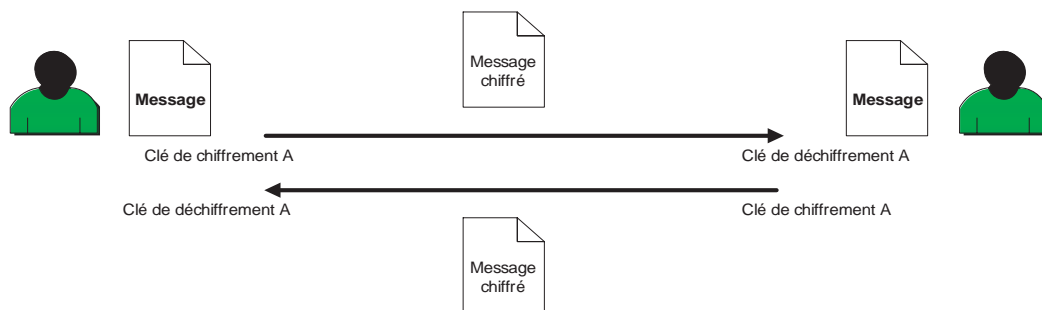 Message
chiffré
Message
Message
Clé de chiffrement A
Clé de déchiffrement A
Clé de déchiffrement A
Clé de chiffrement A
Message
chiffré